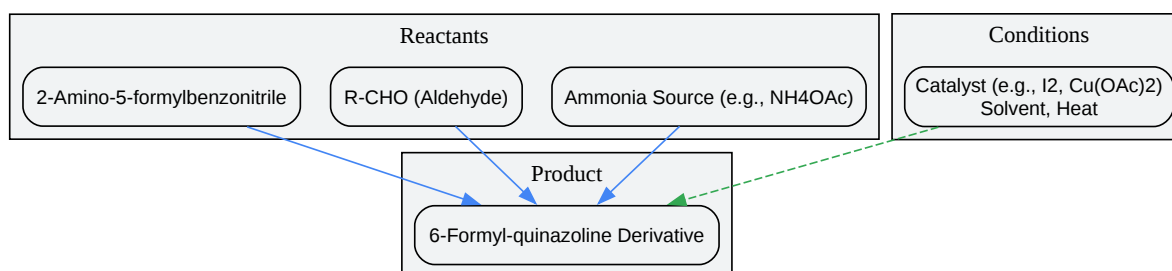 Reactants
Conditions
2-Amino-5-formylbenzonitrile
R-CHO (Aldehyde)
Ammonia Source (e.g., NH4OAc)
Catalyst (e.g., I2, Cu(OAc)2)
Solvent, Heat
Product
6-Formyl-quinazoline Derivative